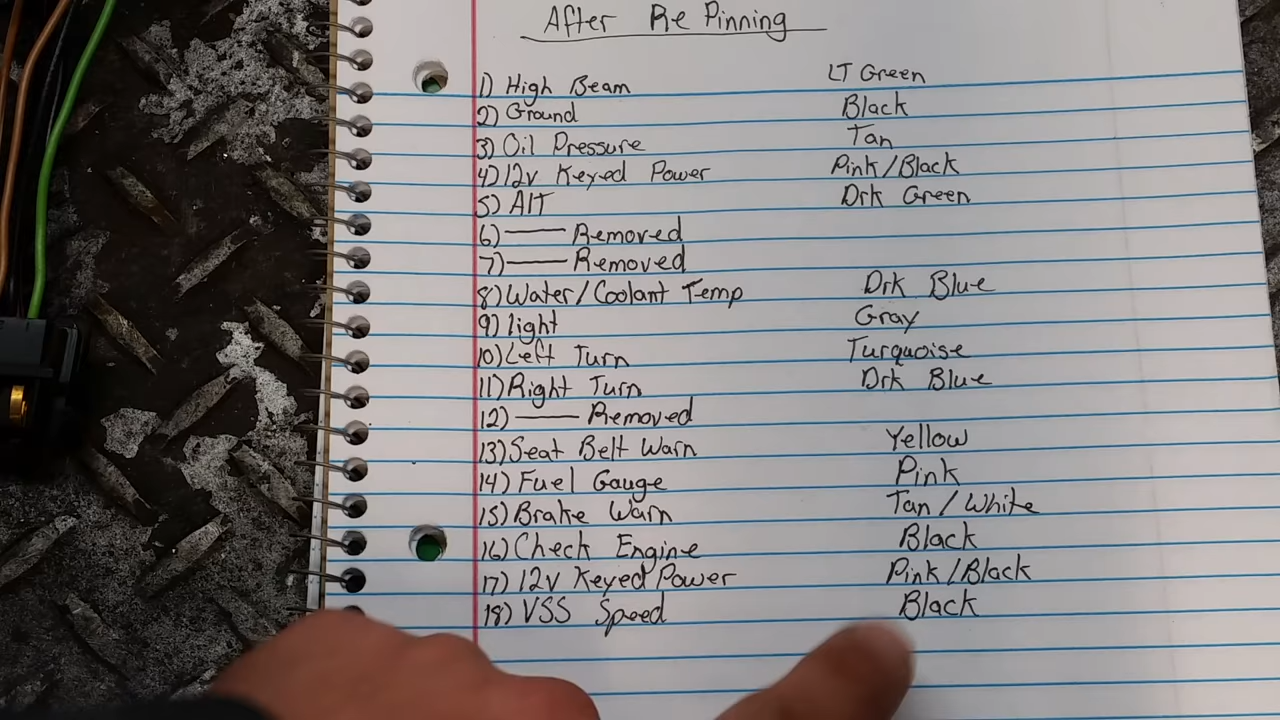 After Re Pinning
1) High Beam LT Green
2) Ground Black
3) Oil Pressure Tan
4) 12v Keyed Power Pink/Black
5) Alt Drk Green
6) —— Removed
7) —— Removed
8) Water/Coolant Temp Drk Blue
9) light Gray
10) Left Turn Turquoise
11) Right Turn Drk Blue
12) —— Removed
13) Seat Belt Warn Yellow
14) Fuel Gauge Pink
15) Brake Warn Tan/White
16) Check Engine Black
17) 12v Keyed Power Pink/Black
18) VSS Speed Black